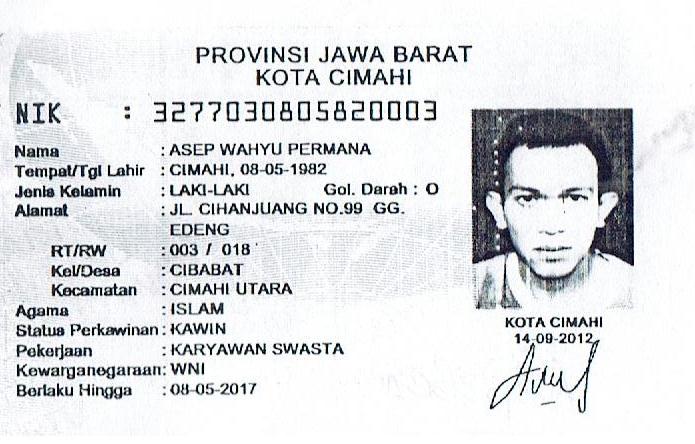 PROVINSI JAWA BARAT
KOTA CIMAHI
NIK : 3277030805820003
Nama : ASEP WAHYU PERMANA
Tempat/Tgl Lahir : CIMAHI, 08-05-1982
Jenis Kelamin : LAKI-LAKI Gol. Darah : O
Alamat : JL. CIHANJUANG NO.99 GG.
EDENG
RT/RW : 003 / 018
Kel/Desa : CIBABAT
Kecamatan : CIMAHI UTARA
Agama : ISLAM
Status Perkawinan : KAWIN
Pekerjaan : KARYAWAN SWASTA
Kewarganegaraan: WNI
Berlaku Hingga : 08-05-2017
KOTA CIMAHI
14-09-2012